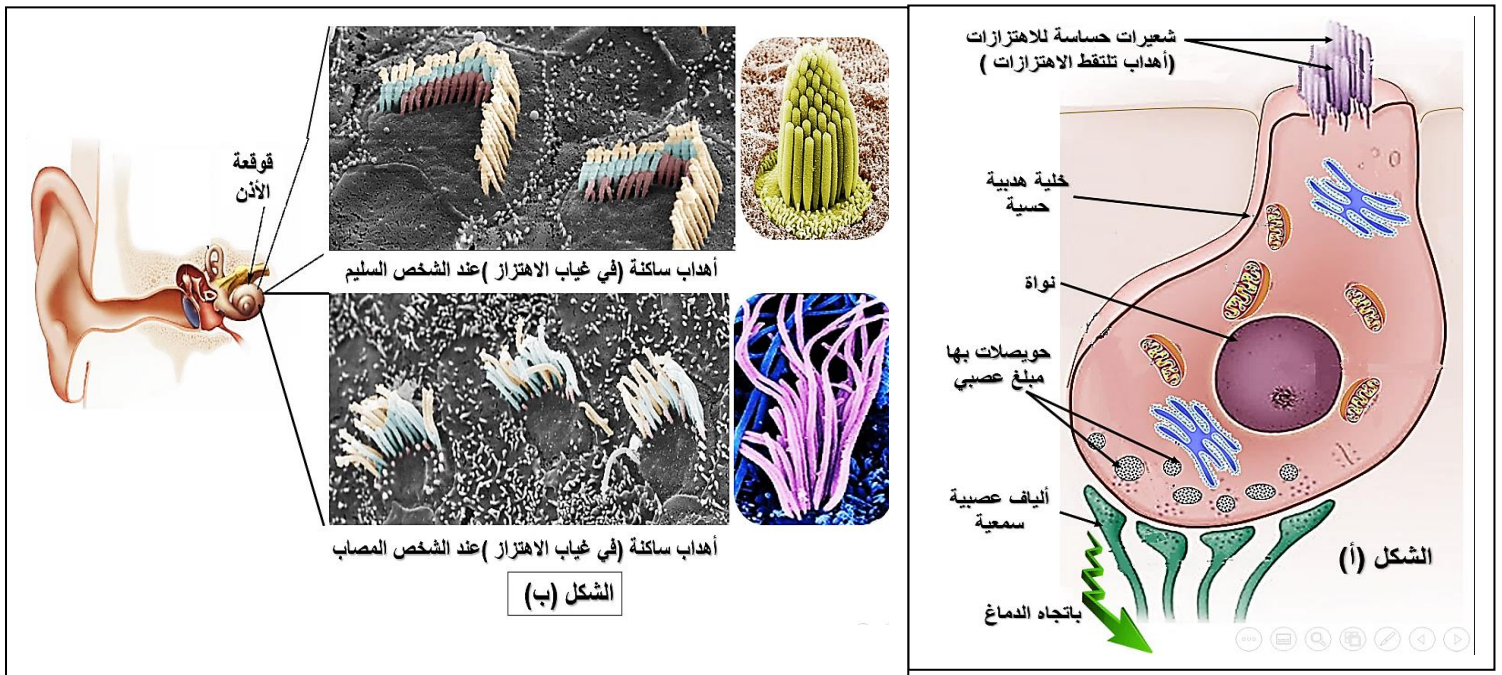 شعيرات حساسة للاهتزازات
(أهداب تلتقط الاهتزازات )
خلية هدبية
حسية
نواة
حويصلات بها
مبلغ عصبي
ألياف عصبية
سمعية
الشكل (أ)
باتجاه الدماغ
قوقعة
الأذن
أهداب ساكنة (في غياب الاهتزاز )عند الشخص السليم
أهداب ساكنة (في غياب الاهتزاز )عند الشخص المصاب
الشكل (ب)